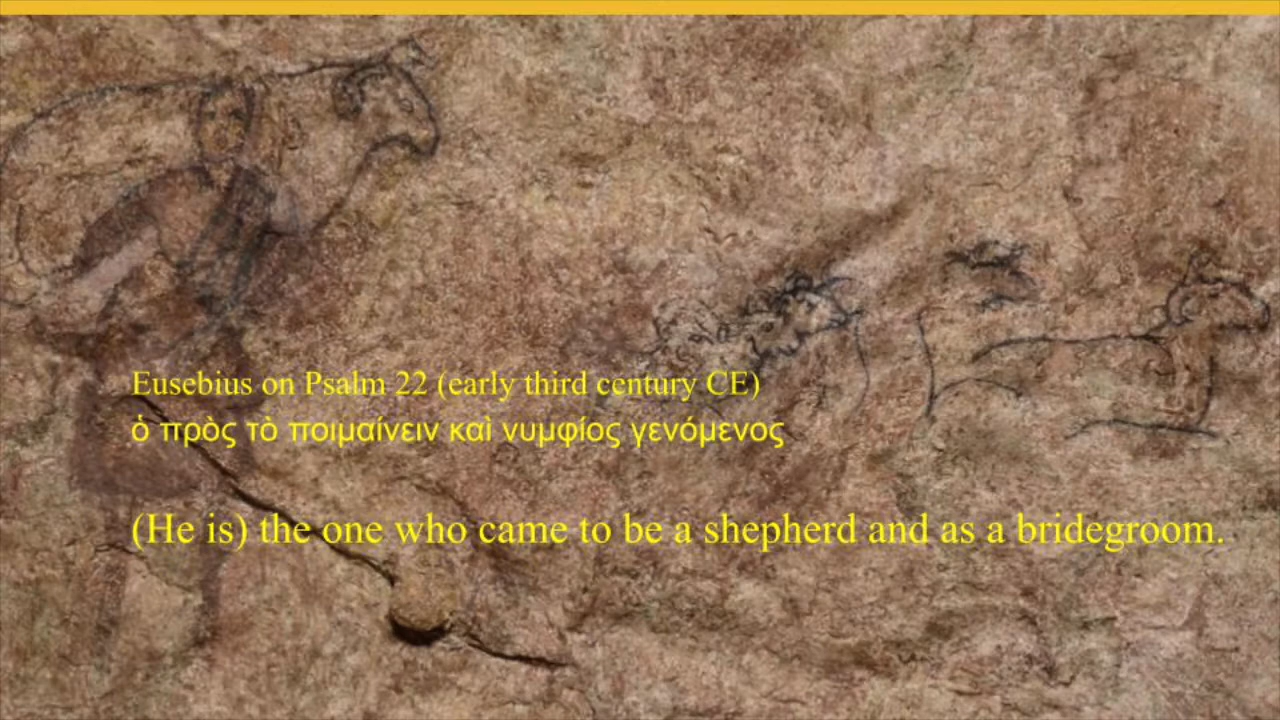 Eusebius on Psalm 22 (early third century CE)
ὁ πρὸς τὸ ποιμαίνειν καὶ νυμφίος γενόμενος
(He is) the one who came to be a shepherd and as a bridegroom.